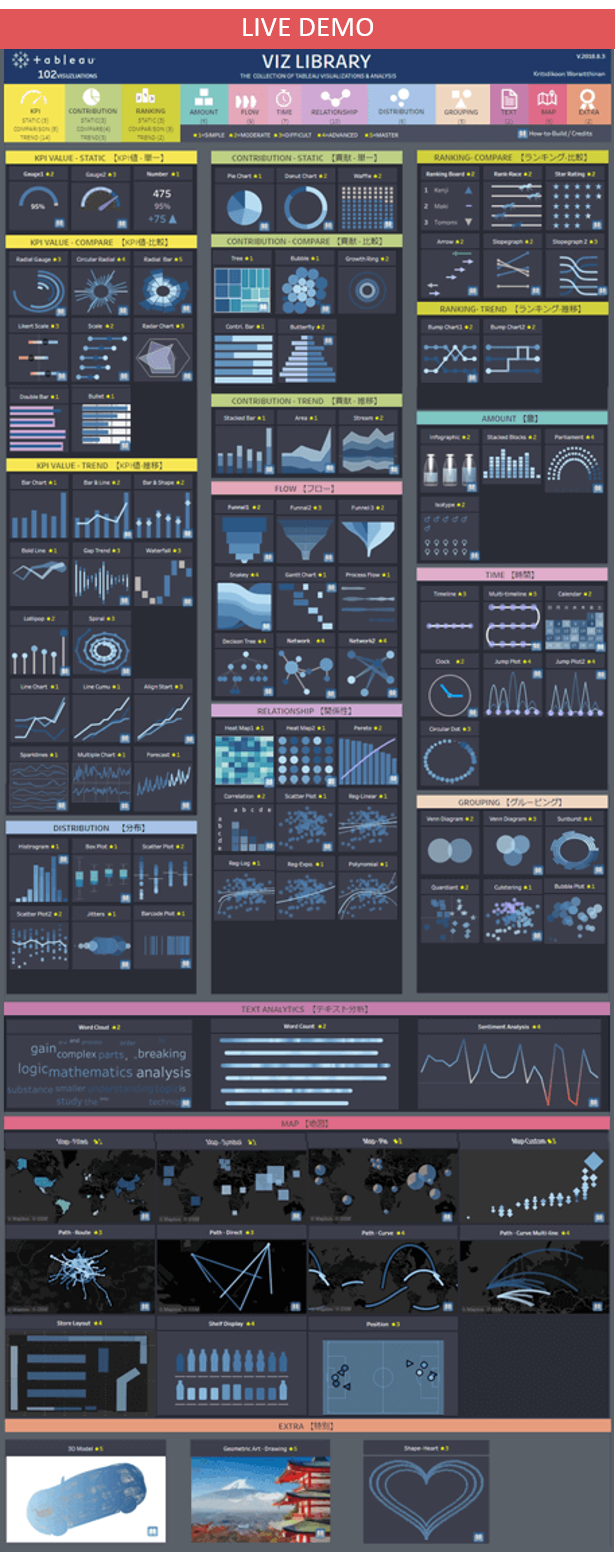 LIVE DEMO
+ a b l e a u
102 VISUZLUATIONS
VIZ LIBRARY
THE COLLECTION OF TABLEAU VISUALIZATIONS & ANALYSIS
V.2018.8.3
Kritdikoon Woraitthinan
KPI
STATIC (3)
COMPARISON (6)
TREND (14)
CONTRIBUTION
STATIC(3)
COMPARE(4)
TREND(3)
RANKING
STATIC (3)
COMPARISON (3)
TREND (2)
AMOUNT
FLOW
TIME
(7)
RELATIONSHIP
DISTRIBUTION
(6)
GROUPING
TEXT
MAP
EXTRA
★1=SIMPLE ★2=MODERATE ★3=DIFFICULT ★4=ADVANCED ★5=MASTER
How-to-Build / Credits
KPI VALUE - STATIC 【KPI値 - 単一】
Gauge1 ★2
Gauge2 ★3
Number ★1
95%
95%
475
+75 ▲
KPI VALUE - COMPARE 【KPI値-比較】
Radial Gauge ★3
Circular Radial ★4
Radial Bar ★5
Likert Scale ★3
Scale ★2
Radar Chart ★3
Double Bar ★1
Bullet ★1
KPI VALUE - TREND 【KPI値-推移】
Bar Chart ★1
Bar & Line ★2
Bar & Shape ★2
Bold Line ★1
Gap Trend ★3
Waterfall ★3
Lollipop ★2
Spiral ★3
Line Chart ★1
Line Cumu ★1
Align Start ★3
Sparklines ★1
Multiple Chart ★1
Forecast ★1
DISTRIBUTION 【分布】
Histrogram ★1
Box Plot ★1
Scatter Plot ★2
Scatter Plot2 ★2
Jitters ★1
Barcode Plot ★1
CONTRIBUTION - STATIC 【貢献 - 単一】
Pie Chart ★1
Donut Chart ★2
Waffle ★2
CONTRIBUTION - COMPARE 【貢献 - 比較】
Tree ★1
Bubble ★1
Growth Ring ★2
Contri. Bar ★1
Butterfly ★2
CONTRIBUTION - TREND 【貢献 - 推移】
Stacked Bar ★1
Area ★1
Stream ★2
FLOW 【フロー】
Funnel1 ★2
Funnel2 ★3
Funnel 3 ★2
Snakey ★4
Gantt Chart ★1
Process Flow ★1
Decision Tree ★4
Network ★4
Network2 ★4
RELATIONSHIP 【関係性】
Heat Map1 ★1
Heat Map2 ★1
Pareto ★2
Correlation ★2
Scatter Plot ★1
Reg-Linear ★1
a b c d e
a
b
c
d
e
Reg-Log ★1
Reg-Expo ★1
Polynomial ★1
RANKING- COMPARE 【ランキング-比較】
Ranking Board ★2
Rank-Race ★2
Star Rating ★2
1 Kenji ▲
2 Maki -
3 Tomomi ▼
Arrow ★2
Slopegraph ★2
Slopegraph 2 ★3
RANKING- TREND 【ランキング-推移】
Bump Chart1 ★2
Bump Chart2 ★2
AMOUNT 【量】
Infographic ★2
Stacked Blocks ★2
Parliament ★4
Isotype ★2
TIME 【時間】
Timeline ★3
Multi-timeline ★5
Calendar ★2
Clock ★2
Jump Plot ★4
Jump Plot2 ★4
Circular Dot ★3
GROUPING 【グルーピング】
Venn Diagram ★2
Venn Diagram ★3
Sunburst ★4
Quardiant ★2
Culstering ★1
Bubble Plot ★1
TEXT ANALYTICS 【テキスト分析】
Word Cloud ★2
Word Count ★2
Sentiment Analysis ★4
gain complex parts, breaking
logic mathematics analysis
substance smaller understanding logic is
study the
MAP 【地図】
Map-Filled ★1
Map-Symbol ★1
Map-Pie ★1
Map-Custom ★5
Path - Route ★3
Path - Direct ★3
Path - Curve ★4
Path - Curve Multi-line ★4
Store Layout ★4
Shelf Display ★4
Position ★3
EXTRA 【特別】
3D Model ★5
Geometric Art - Drawing ★5
Shape-Heart ★3